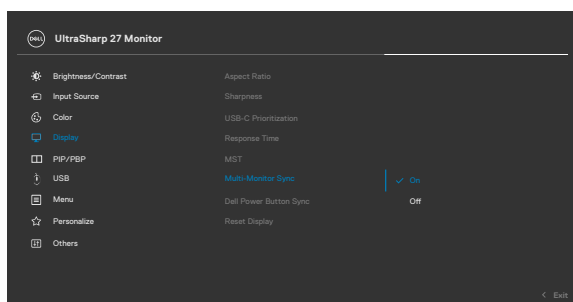 DELL UltraSharp 27 Monitor
Brightness/Contrast Aspect Ratio
Input Source Sharpness
Color USB-C Prioritization
Display Response Time
PIP/PBP MST
USB Multi-Monitor Sync On
Menu Dell Power Button Sync Off
Personalize Reset Display
Others
Exit